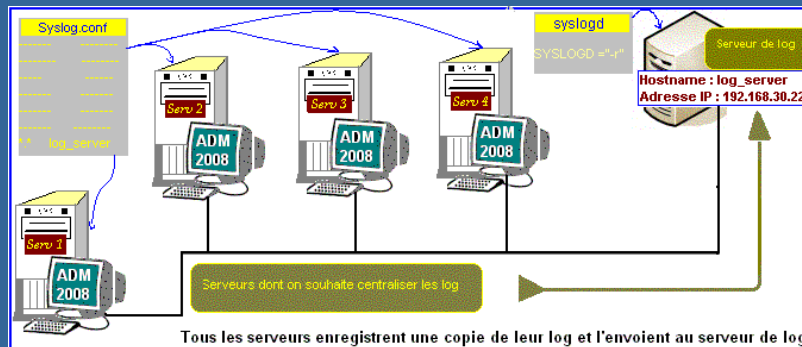 Syslog.conf
*.* log_server
syslogd
SYSLOGD ="-r"
Serveur de log
Hostname : log_server
Adresse IP : 192.168.30.22
Serv 2
ADM
2008
Serv 3
ADM
2008
Serv 4
ADM
2008
Serv 1
ADM
2008
Serveurs dont on souhaite centraliser les log
Tous les serveurs enregistrent une copie de leur log et l'envoient au serveur de log